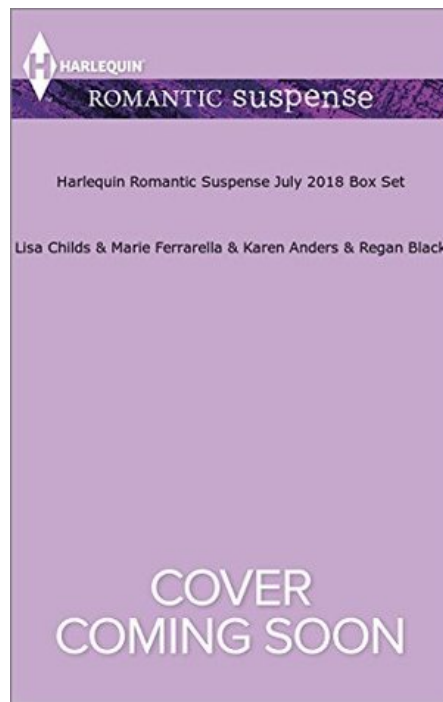 H HARLEQUIN
ROMANTIC suspense
Harlequin Romantic Suspense July 2018 Box Set
Lisa Childs & Marie Ferrarella & Karen Anders & Regan Black
COVER
COMING SOON